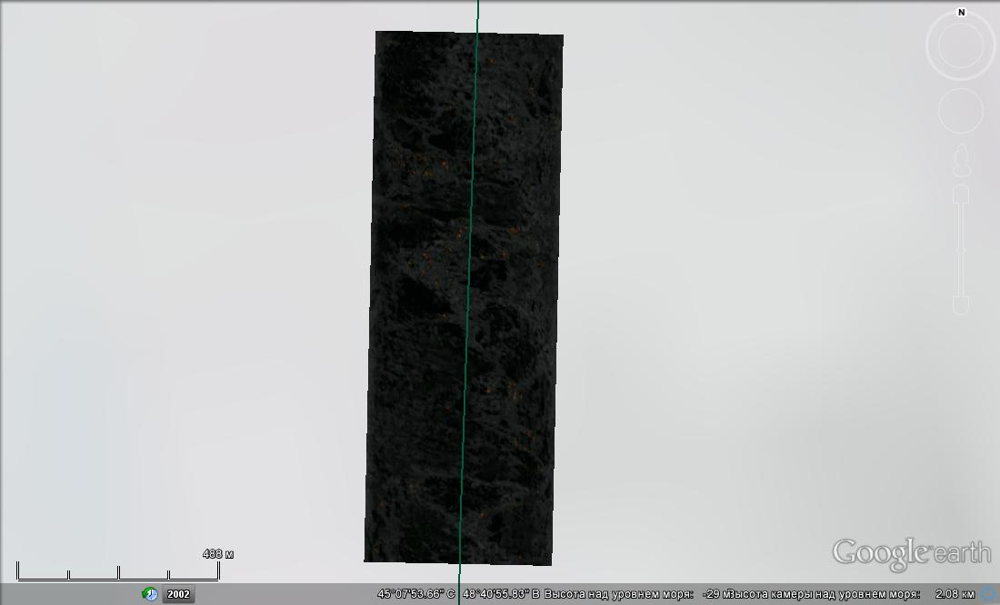 N
488 м
Google earth
2002
45°07'53.66" С 48°40'55.83" В Высота над уровнем моря: -29 м Высота камеры над уровнем моря: 2.08 км